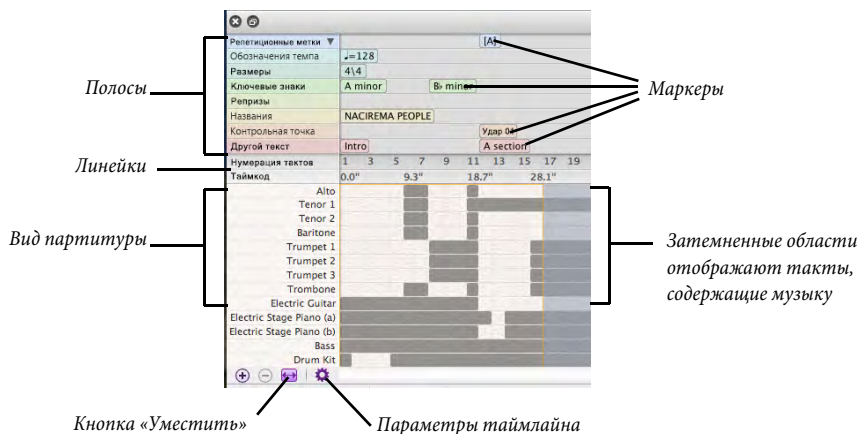 Репетиционные метки ▼ [A]
Обозначения темпа ♩=128
Размеры 4\4
Ключевые знаки A minor B♭ minor
Репризы
Названия NACIREMA PEOPLE
Контрольная точка Удар 01
Другой текст Intro A section
Нумерация тактов 1 3 5 7 9 11 13 15 17 19
Таймкод 0.0" 9.3" 18.7" 28.1"
Alto
Tenor 1
Tenor 2
Baritone
Trumpet 1
Trumpet 2
Trumpet 3
Trombone
Electric Guitar
Electric Stage Piano (a)
Electric Stage Piano (b)
Bass
Drum Kit
Полосы
Линейки
Вид партитуры
Маркеры
Затемненные области
отображают такты,
содержащие музыку
Кнопка «Уместить»
Параметры таймлайна